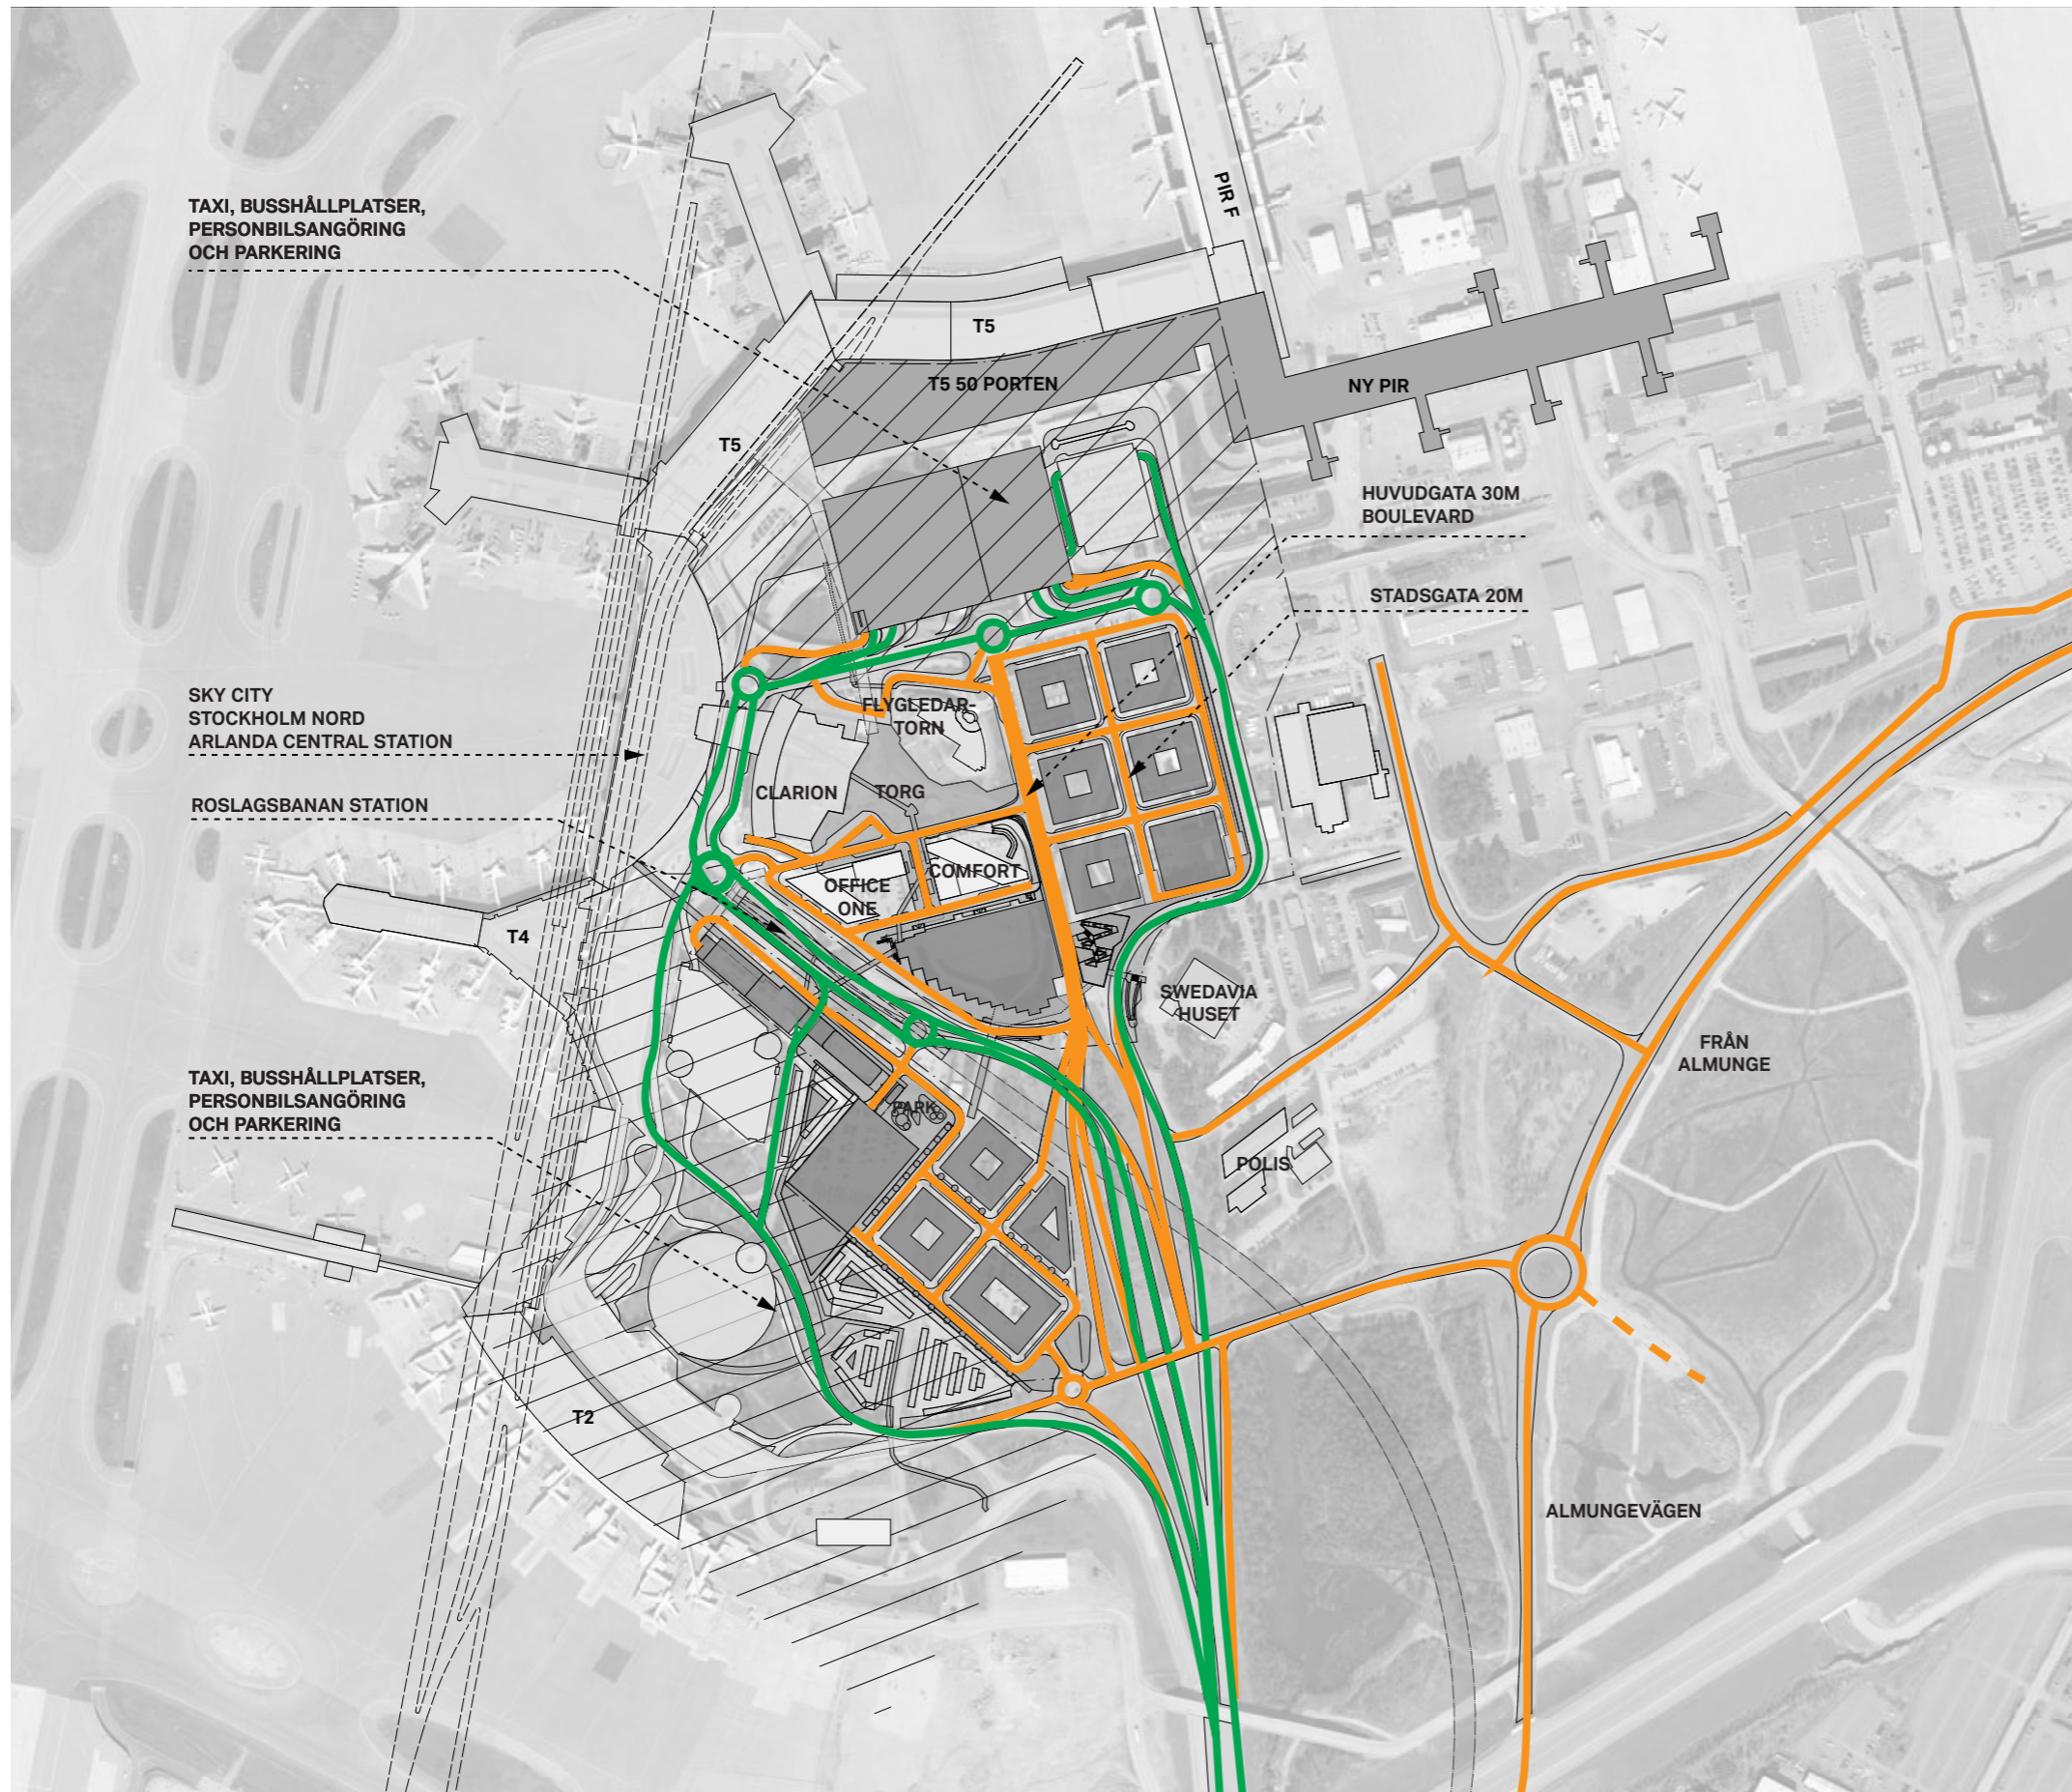 PIR F
TAXI, BUSSHÅLLPLATSER,
PERSONBILSANGÖRING
OCH PARKERING
T5
T5 50 PORTEN
NY PIR
T5
HUVUDGATA 30M
BOULEVARD
STADSGATA 20M
SKY CITY
STOCKHOLM NORD
ARLANDA CENTRAL STATION
FLYGLEDAR-
TORN
CLARION
TORG
ROSLAGSBANAN STATION
COMFORT
OFFICE
ONE
T4
SWEDAVIA
HUSET
FRÅN
ALMUNGE
TAXI, BUSSHÅLLPLATSER,
PERSONBILSANGÖRING
OCH PARKERING
PARK
POLIS
T2
ALMUNGEVÄGEN